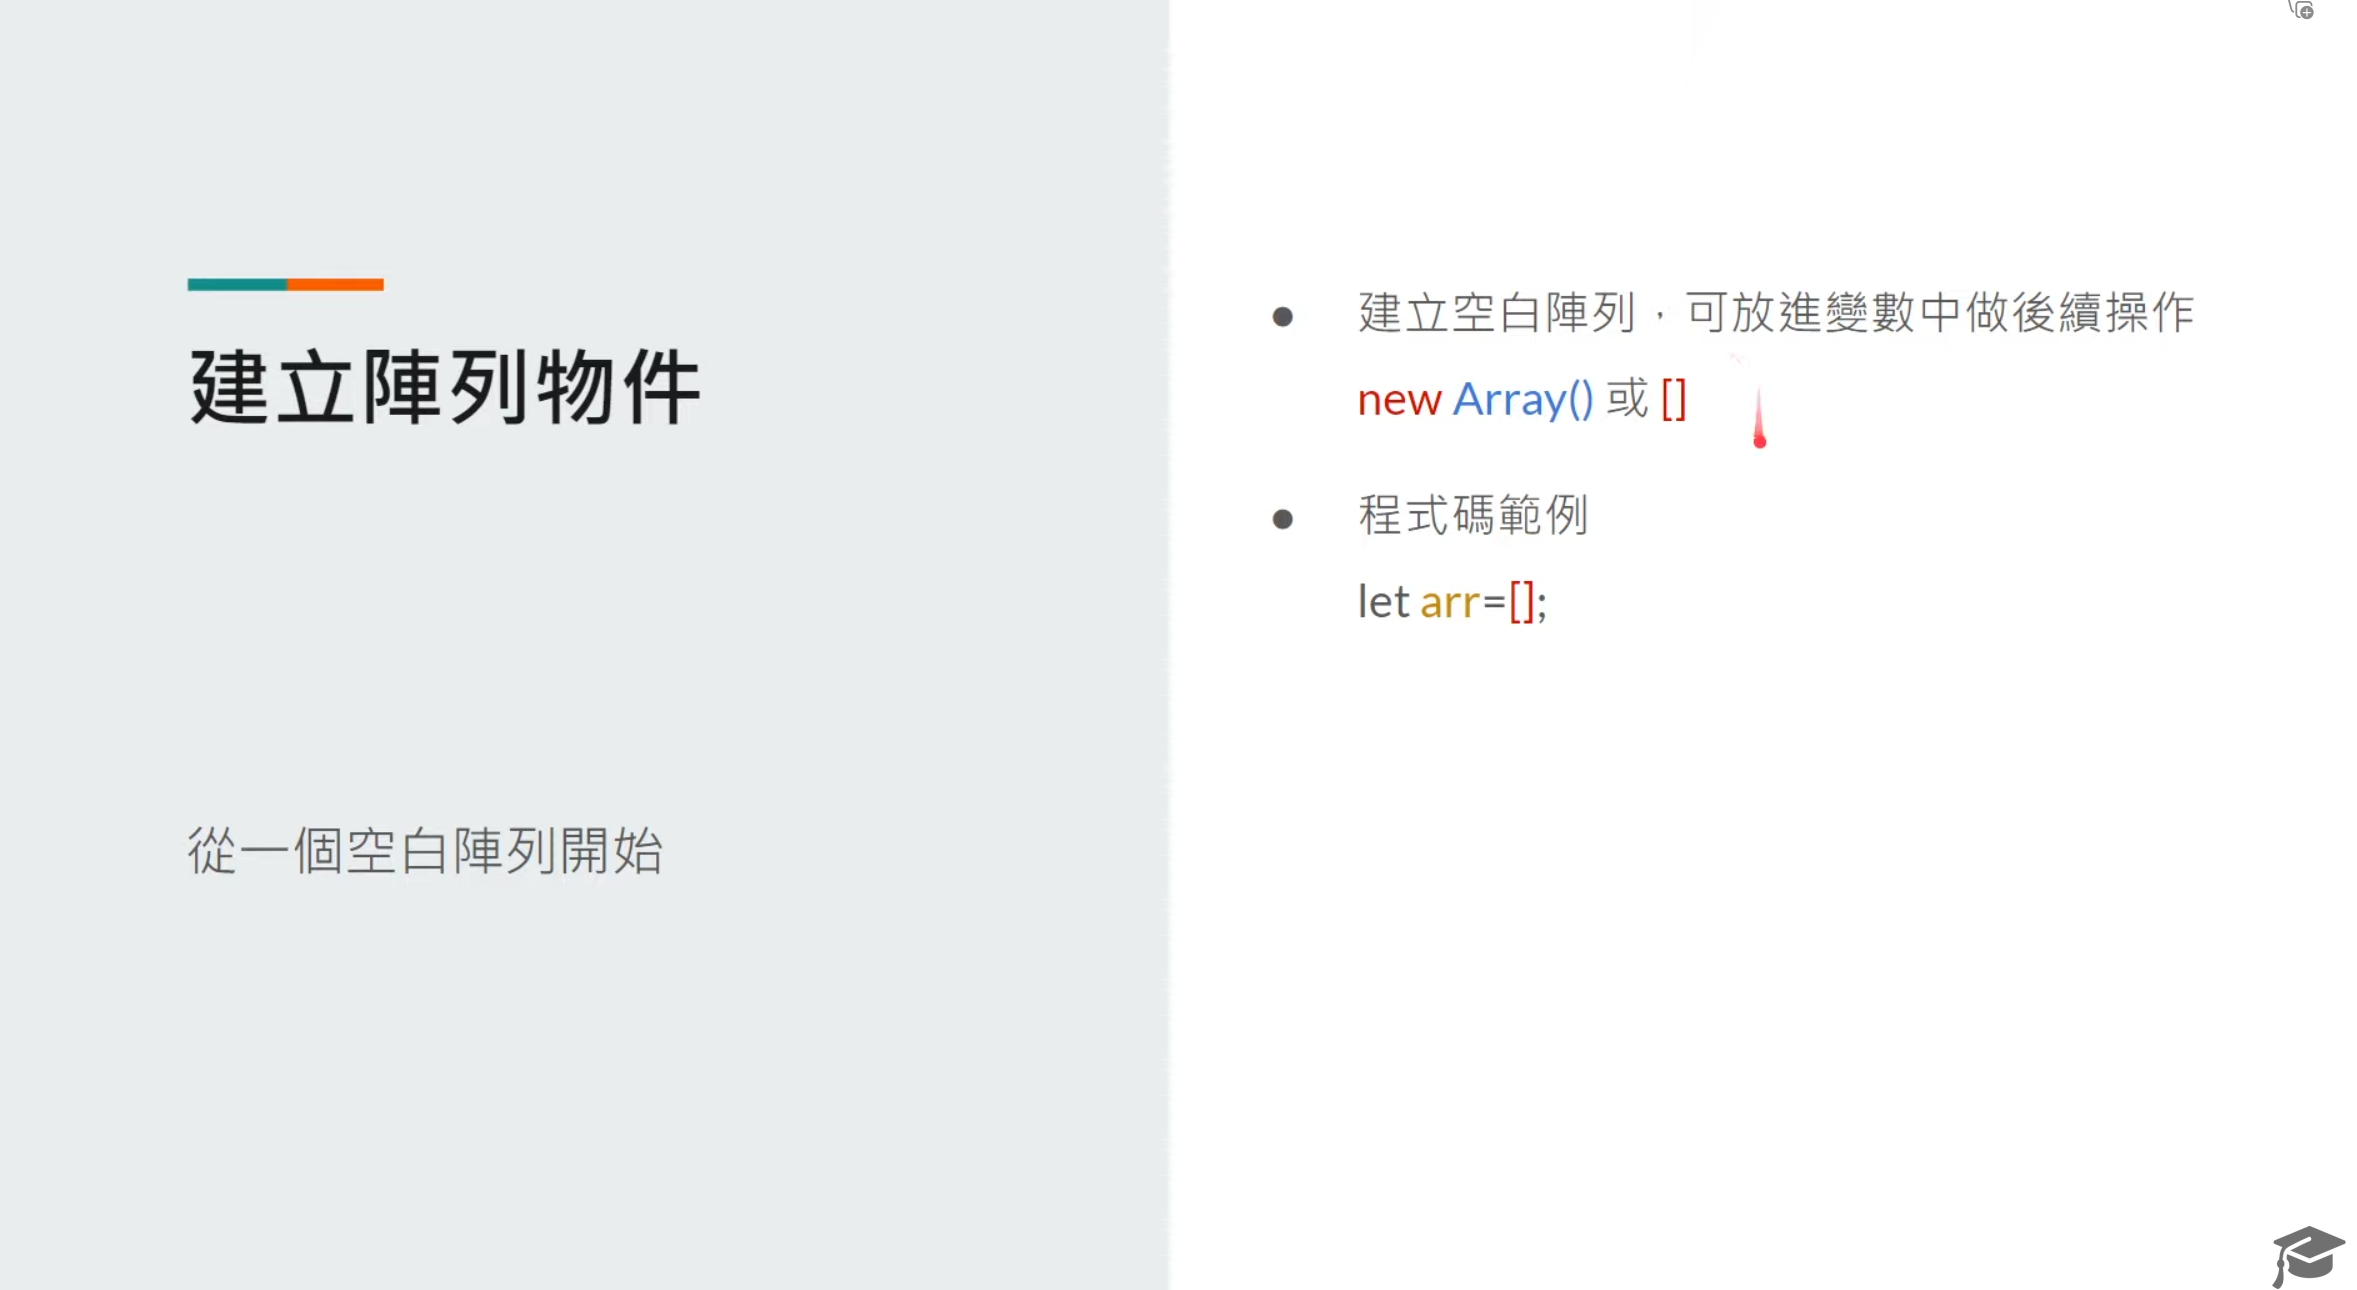 建立陣列物件
從一個空白陣列開始
● 建立空白陣列，可放進變數中做後續操作
new Array() 或 []
● 程式碼範例
let arr=[];